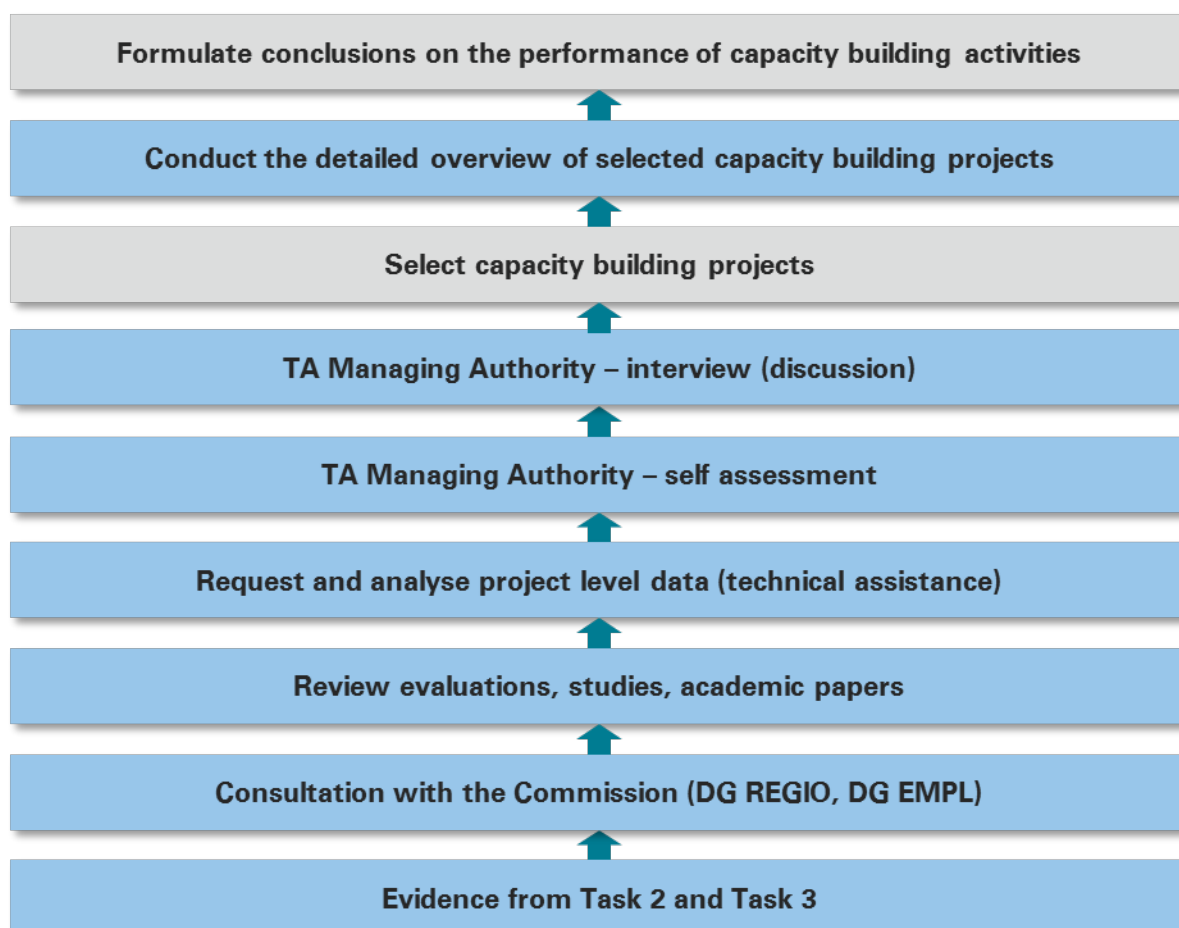 Formulate conclusions on the performance of capacity building activities
Conduct the detailed overview of selected capacity building projects
Select capacity building projects
TA Managing Authority – interview (discussion)
TA Managing Authority – self assessment
Request and analyse project level data (technical assistance)
Review evaluations, studies, academic papers
Consultation with the Commission (DG REGIO, DG EMPL)
Evidence from Task 2 and Task 3